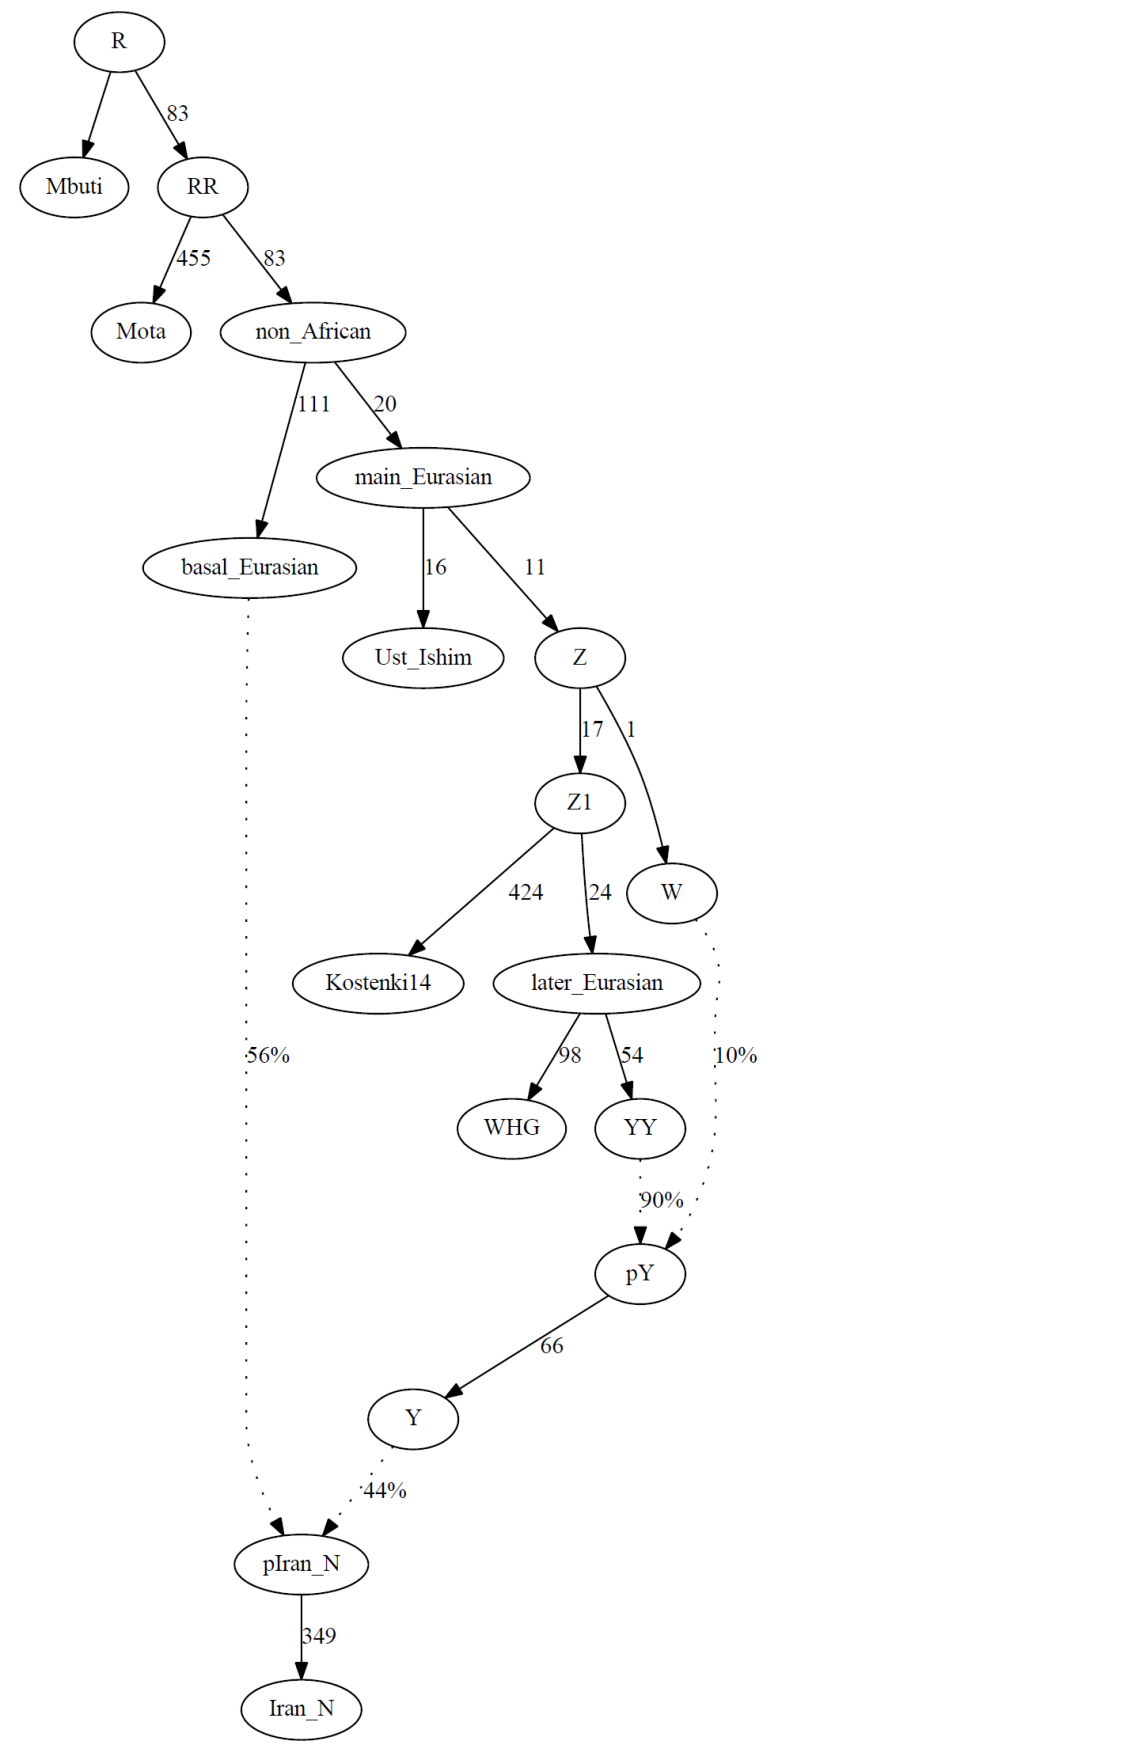 R
83
Mbuti
RR
455
83
Mota
non_African
111
20
main_Eurasian
basal_Eurasian
16
11
Ust_Ishim
Z
17
1
Z1
424
24
W
Kostenki14
later_Eurasian
56%
98
54
10%
WHG
YY
90%
pY
66
Y
44%
pIran_N
349
Iran_N